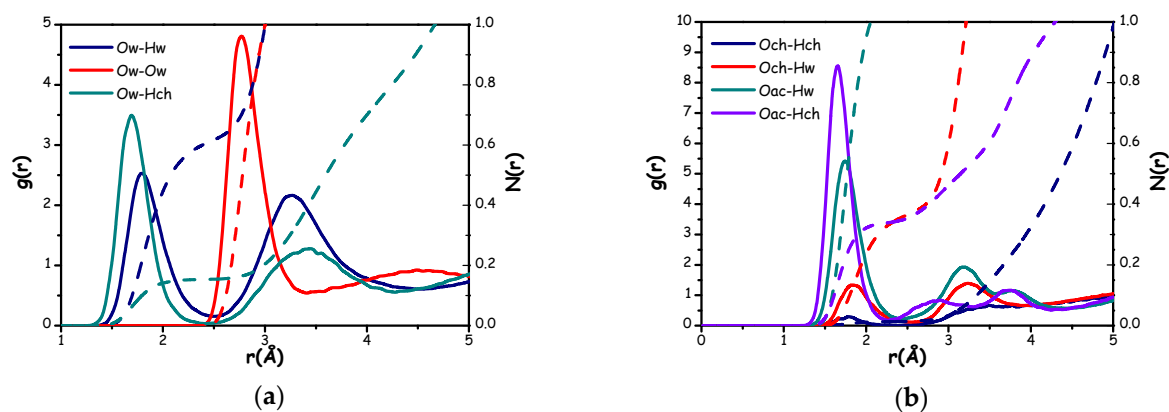 5
4
3
2
1
0
g(r)
Ow-Hw
Ow-Ow
Ow-Hch
1.0
0.8
0.6
0.4
0.2
0.0
N(r)
1 2 3 4 5
r(Å)
(a)
10
9
8
7
6
5
4
3
2
1
0
g(r)
Och-Hch
Och-Hw
Oac-Hw
Oac-Hch
1.0
0.8
0.6
0.4
0.2
0.0
N(r)
0 1 2 3 4 5
r(Å)
(b)